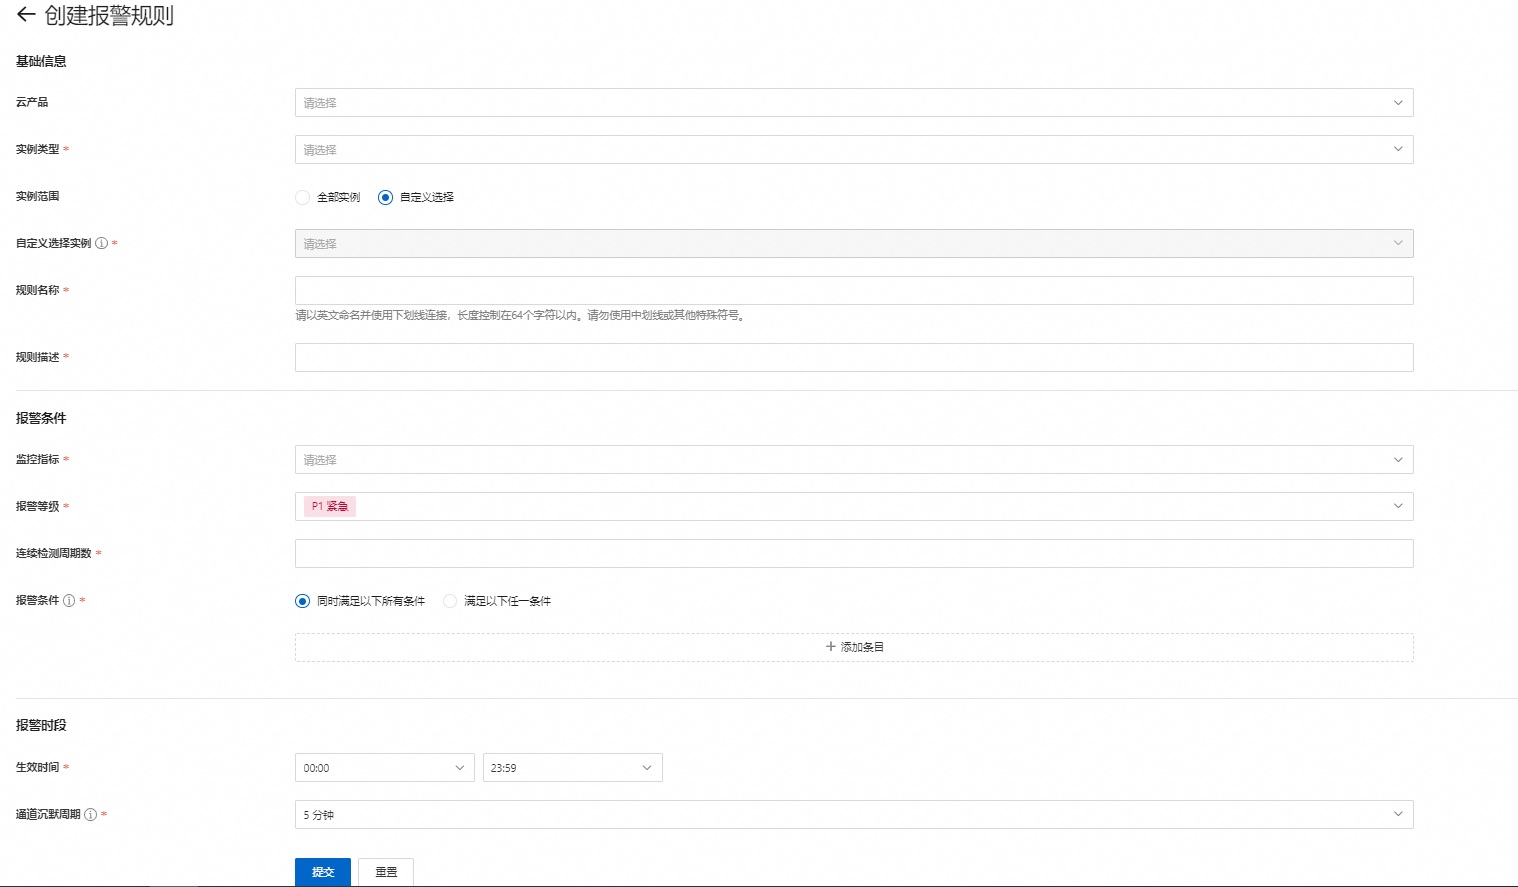 创建报警规则
基础信息
云产品 请选择
实例类型 * 请选择
实例范围 全部实例 自定义选择
自定义选择实例 * 请选择
规则名称 *
请以英文命名并使用下划线连接，长度控制在64个字符以内。请勿使用中划线或其他特殊符号。
规则描述 *
报警条件
监控指标 * 请选择
报警等级 * P1 紧急
连续检测周期数 *
报警条件 * 同时满足以下所有条件 满足以下任一条件
+ 添加条目
报警时段
生效时间 * 00:00 23:59
通道沉默周期 * 5 分钟
提交 重置